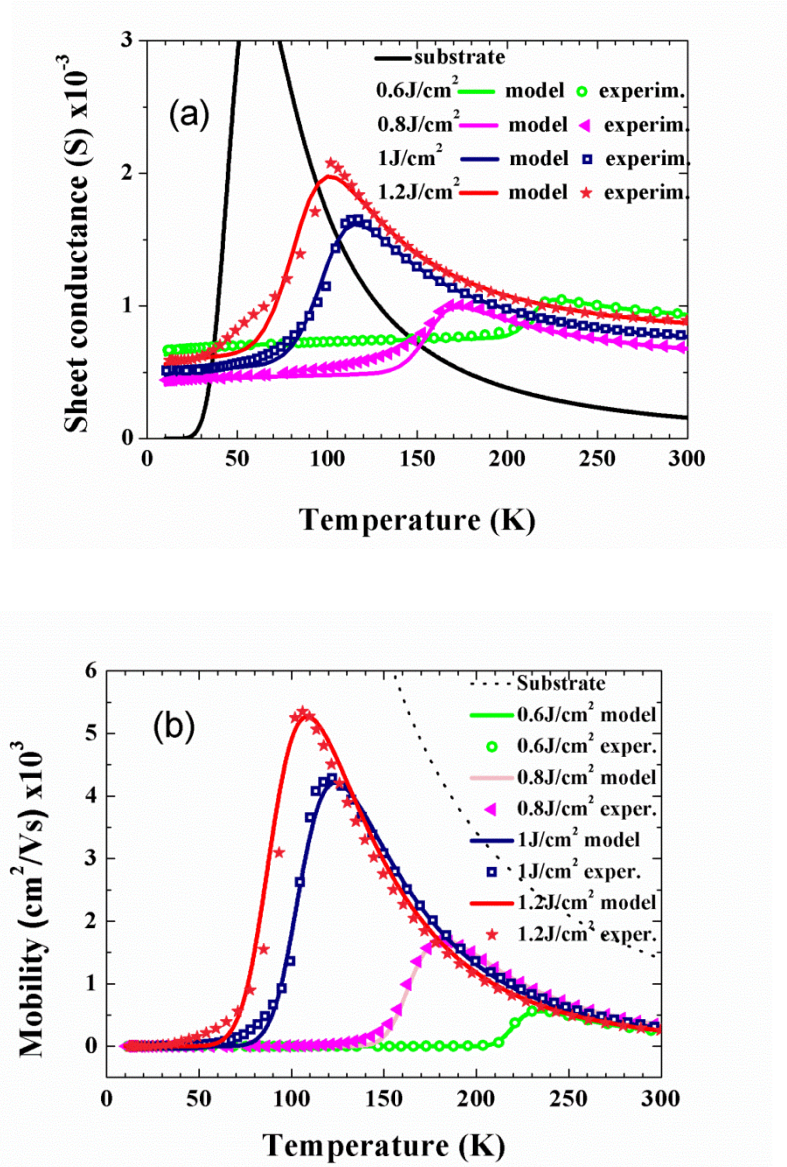 3
2
1
0
Sheet conductance (S) x10⁻³
(a)
substrate
0.6J/cm² model experim.
0.8J/cm² model experim.
1J/cm² model experim.
1.2J/cm² model experim.
0 50 100 150 200 250 300
Temperature (K)
6
5
4
3
2
1
0
Mobility (cm²/Vs) x10³
(b)
Substrate
0.6J/cm² model
0.6J/cm² exper.
0.8J/cm² model
0.8J/cm² exper.
1J/cm² model
1J/cm² exper.
1.2J/cm² model
1.2J/cm² exper.
0 50 100 150 200 250 300
Temperature (K)